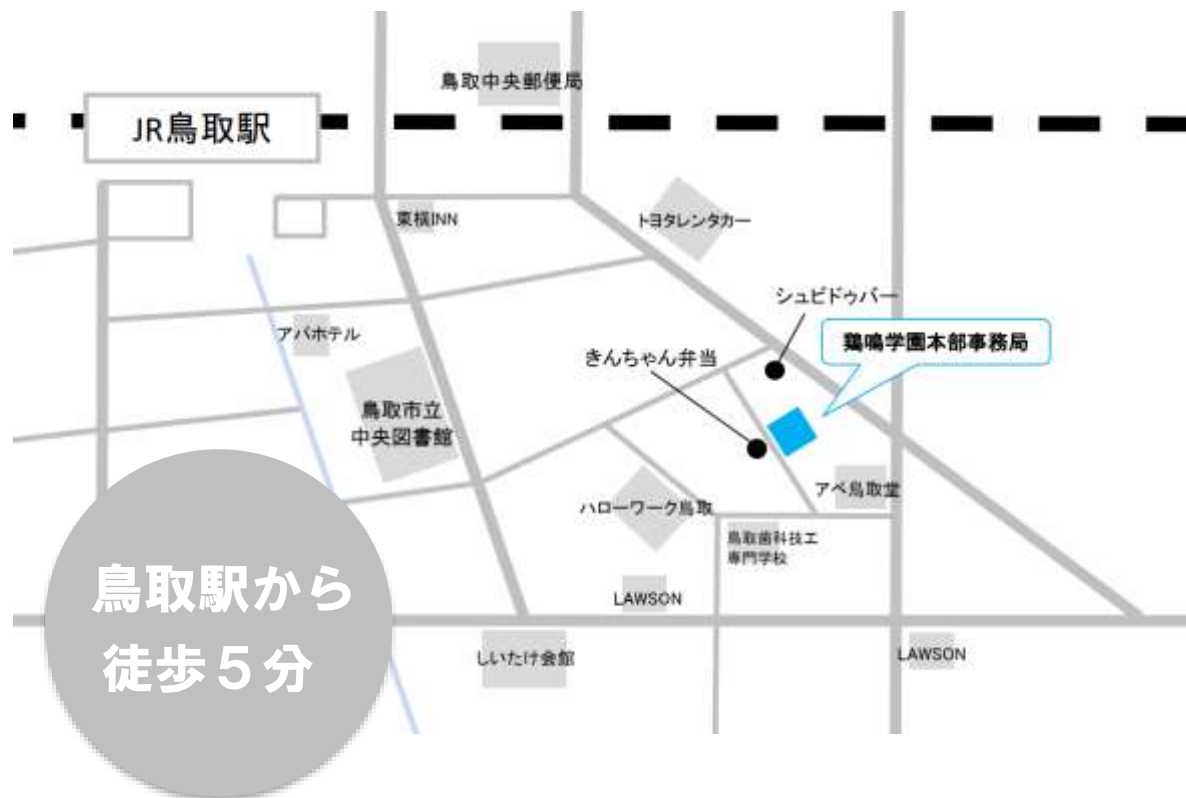 鳥取中央郵便局
JR鳥取駅
東横INN
トヨタレンタカー
シュビドゥバー
鶏鳴学園本部事務局
アパホテル
きんちゃん弁当
鳥取市立
中央図書館
アベ鳥取堂
ハローワーク鳥取
鳥取歯科技工
専門学校
鳥取駅から
徒歩５分
LAWSON
しいたけ会館
LAWSON